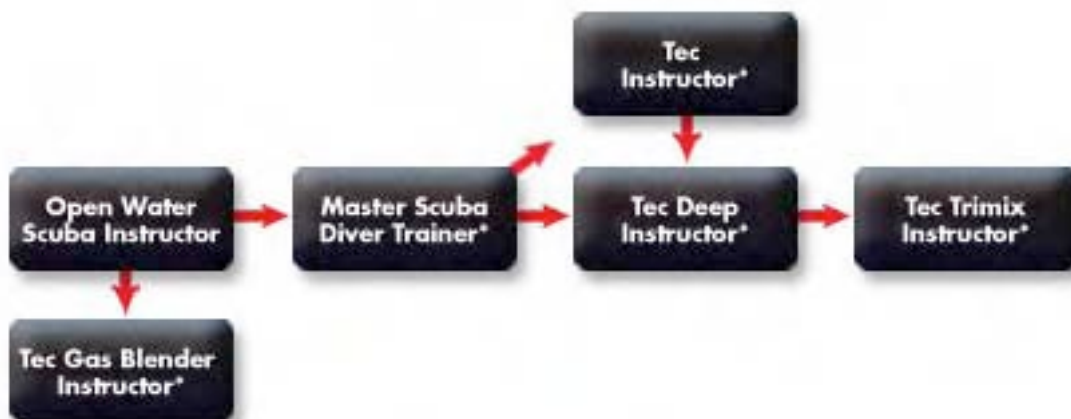 Tec
Instructor*
Open Water
Scuba Instructor
Master Scuba
Diver Trainer*
Tec Deep
Instructor*
Tec Trimix
Instructor*
Tec Gas Blender
Instructor*